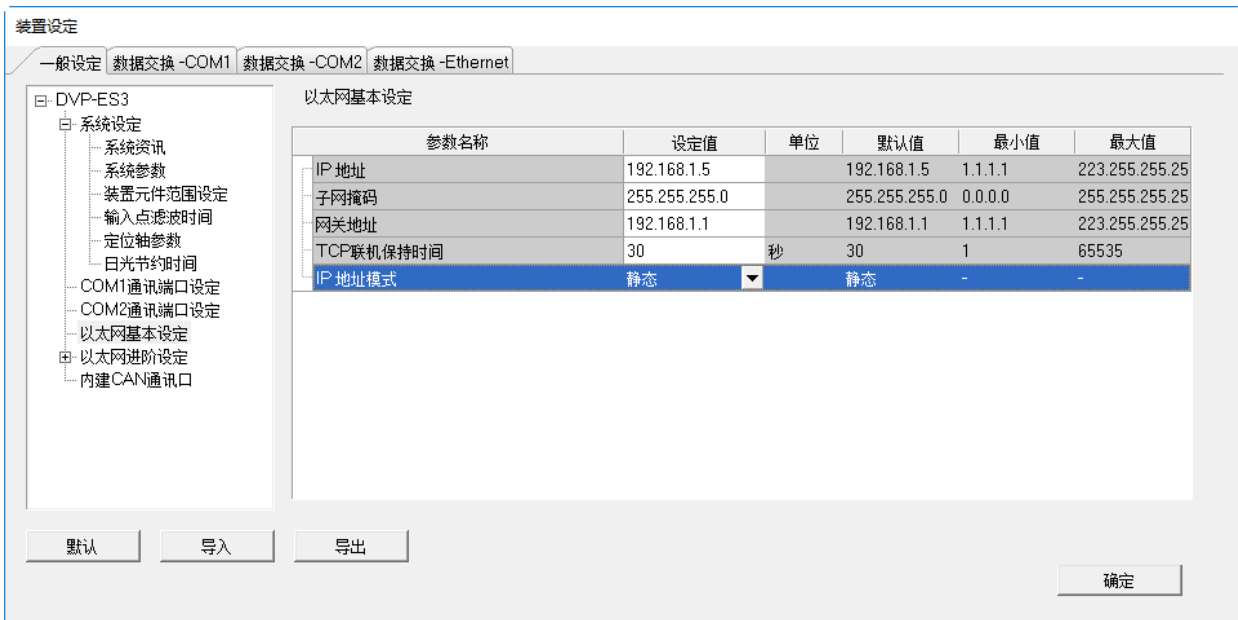 装置设定
一般设定 数据交换 -COM1 数据交换 -COM2 数据交换 -Ethernet
DVP-ES3
系统设定
系统资讯
系统参数
装置元件范围设定
输入点滤波时间
定位轴参数
日光节约时间
COM1通讯端口设定
COM2通讯端口设定
以太网基本设定
以太网进阶设定
内建CAN通讯口
以太网基本设定
参数名称 设定值 单位 默认值 最小值 最大值
IP 地址 192.168.1.5 192.168.1.5 1.1.1.1 223.255.255.25
子网掩码 255.255.255.0 255.255.255.0 0.0.0.0 255.255.255.25
网关地址 192.168.1.1 192.168.1.1 1.1.1.1 223.255.255.25
TCP联机保持时间 30 秒 30 1 65535
IP 地址模式 静态 静态 - -
默认 导入 导出
确定